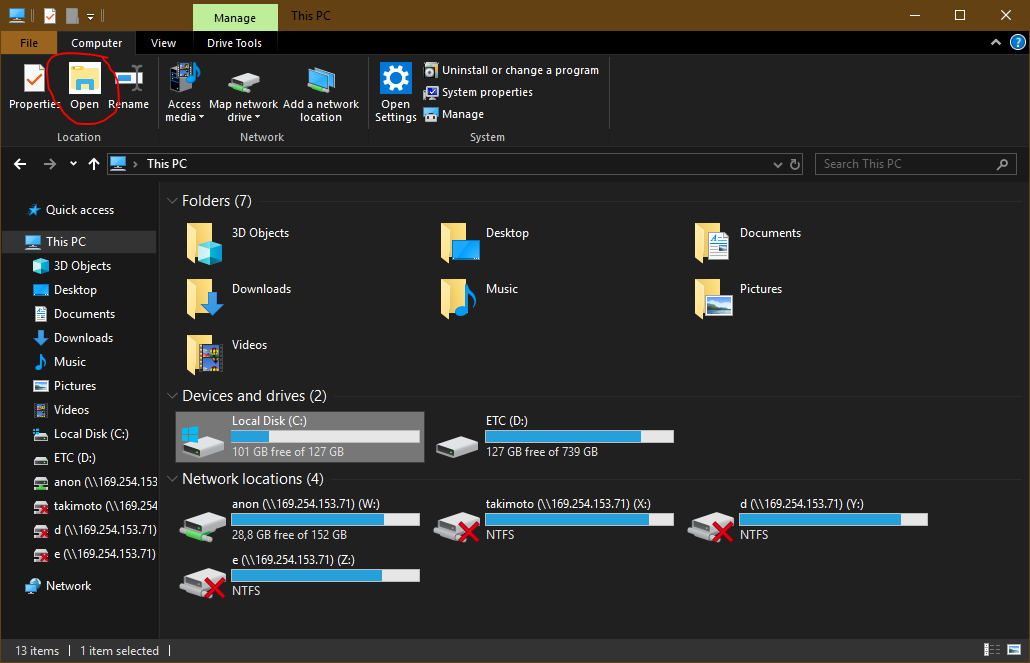 Manage
This PC
File
Computer
View
Drive Tools
Properties
Open
Rename
Access media
Map network drive
Add a network location
Open Settings
Uninstall or change a program
System properties
Manage
Location
Network
System
This PC
Search This PC
Quick access
This PC
3D Objects
Desktop
Documents
Downloads
Music
Pictures
Videos
Local Disk (C:)
ETC (D:)
anon (\\169.254.153
takimoto (\\169.254
d (\\169.254.153.71)
e (\\169.254.153.71)
Network
Folders (7)
3D Objects
Desktop
Documents
Downloads
Music
Pictures
Videos
Devices and drives (2)
Local Disk (C:)
101 GB free of 127 GB
ETC (D:)
127 GB free of 739 GB
Network locations (4)
anon (\\169.254.153.71) (W:)
28,8 GB free of 152 GB
takimoto (\\169.254.153.71) (X:)
NTFS
d (\\169.254.153.71) (Y:)
NTFS
e (\\169.254.153.71) (Z:)
NTFS
13 items
1 item selected